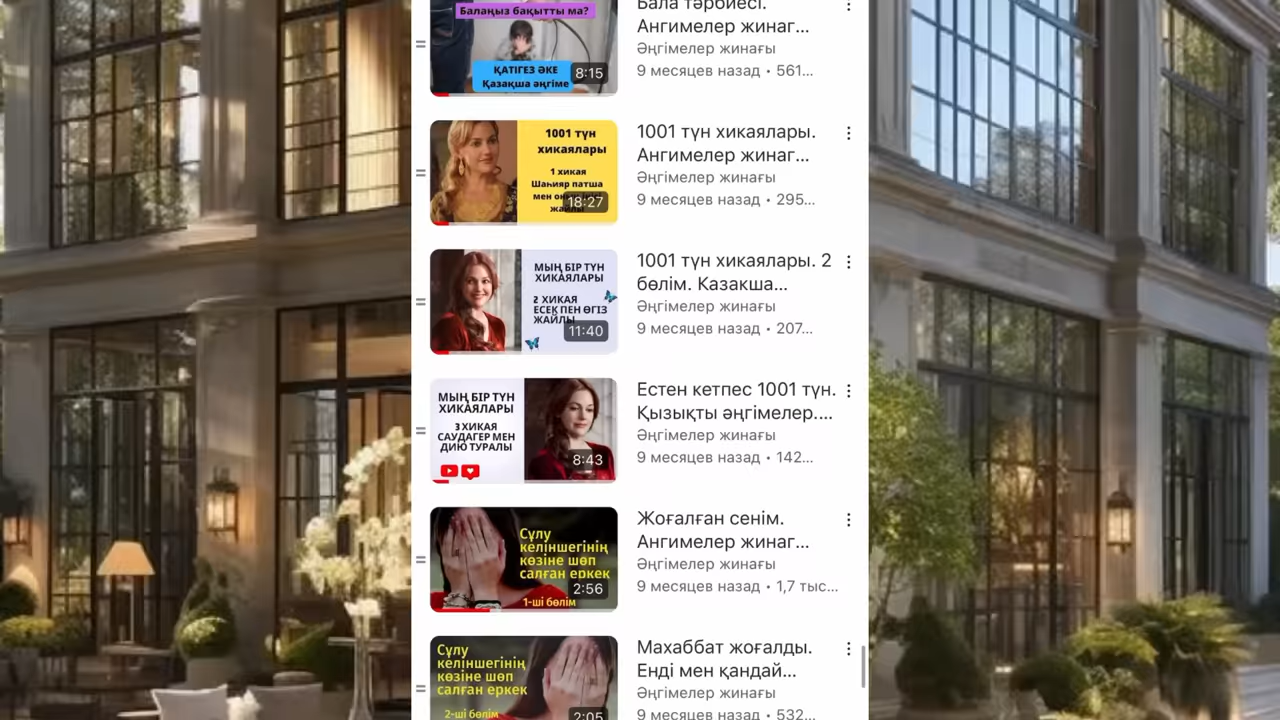 Балаңыз бақытты ма?
ҚАТІГЕЗ ӘКЕ
Қазақша әңгіме
8:15
Бала тәрбиесі.
Ангимелер жинаг...
Әңгімелер жинағы
9 месяцев назад • 561...
1001 түн
хикаялары
1 хикая
Шаһияр патша
мен
18:27
1001 түн хикаялары.
Ангимелер жинаг...
Әңгімелер жинағы
9 месяцев назад • 295...
МЫҢ БІР ТҮН
ХИКАЯЛАРЫ
2 ХИКАЯ
ЕСЕК ПЕН ӨГІЗ
ЖАЙЛЫ
11:40
1001 түн хикаялары. 2
бөлім. Казакша...
Әңгімелер жинағы
9 месяцев назад • 207...
МЫҢ БІР ТҮН
ХИКАЯЛАРЫ
3 ХИКАЯ
САУДАГЕР МЕН
ДИЮ ТУРАЛЫ
8:43
Естен кетпес 1001 түн.
Қызықты әңгімелер....
Әңгімелер жинағы
9 месяцев назад • 142...
Сұлу
келіншегінің
көзіне шөп
салған еркек
1-ші бөлім
2:56
Жоғалған сенім.
Ангимелер жинаг...
Әңгімелер жинағы
9 месяцев назад • 1,7 тыс...
Сұлу
келіншегінің
көзіне шөп
салған еркек
2-ші бөлім
2:05
Махаббат жоғалды.
Енді мен қандай...
Әңгімелер жинағы
9 месяцев назад • 532...